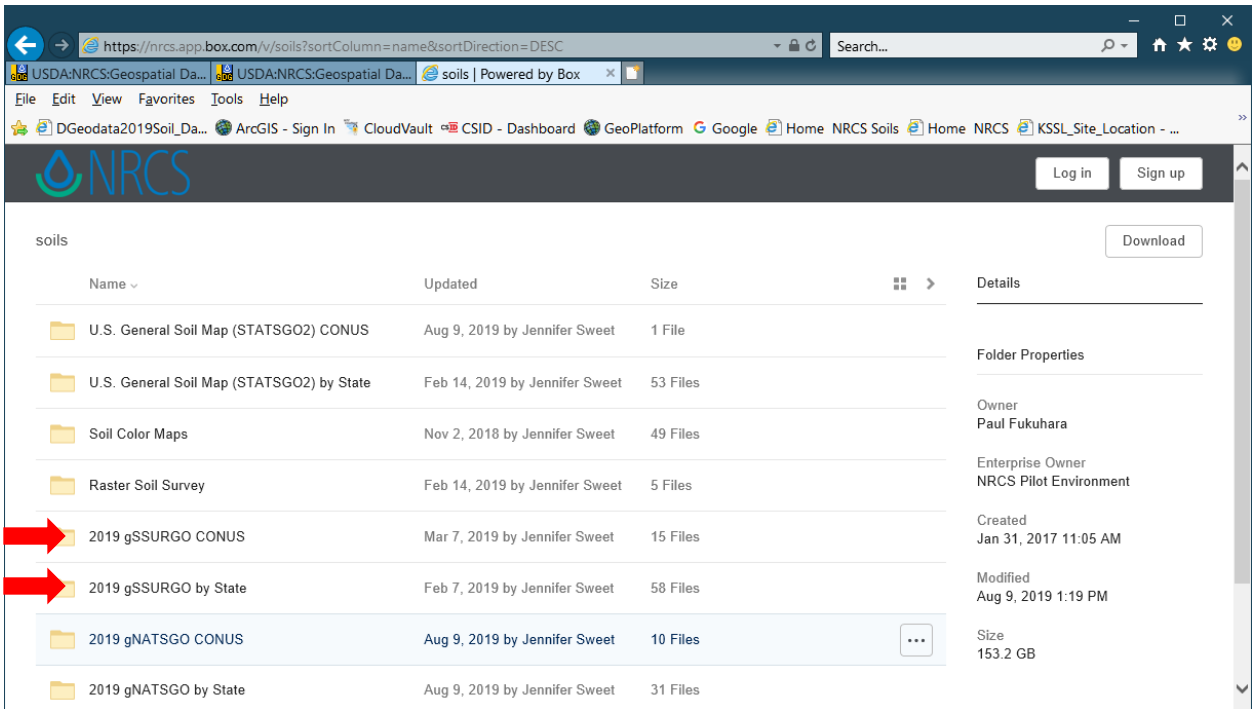 https://nrcs.app.box.com/v/soils?sortColumn=name&sortDirection=DESC
Search...
USDA:NRCS:Geospatial Da... USDA:NRCS:Geospatial Da... soils | Powered by Box
File Edit View Favorites Tools Help
DGeodata2019Soil_Da... ArcGIS - Sign In CloudVault CSID - Dashboard GeoPlatform Google Home NRCS Soils Home NRCS KSSL_Site_Location - ...
NRCS
Log in Sign up
soils
Download
Name Updated Size
Details
U.S. General Soil Map (STATSGO2) CONUS Aug 9, 2019 by Jennifer Sweet 1 File
Folder Properties
U.S. General Soil Map (STATSGO2) by State Feb 14, 2019 by Jennifer Sweet 53 Files
Owner
Paul Fukuhara
Soil Color Maps Nov 2, 2018 by Jennifer Sweet 49 Files
Enterprise Owner
NRCS Pilot Environment
Raster Soil Survey Feb 14, 2019 by Jennifer Sweet 5 Files
Created
Jan 31, 2017 11:05 AM
2019 gSSURGO CONUS Mar 7, 2019 by Jennifer Sweet 15 Files
Modified
Aug 9, 2019 1:19 PM
2019 gSSURGO by State Feb 7, 2019 by Jennifer Sweet 58 Files
2019 gNATSGO CONUS Aug 9, 2019 by Jennifer Sweet 10 Files
Size
153.2 GB
2019 gNATSGO by State Aug 9, 2019 by Jennifer Sweet 31 Files